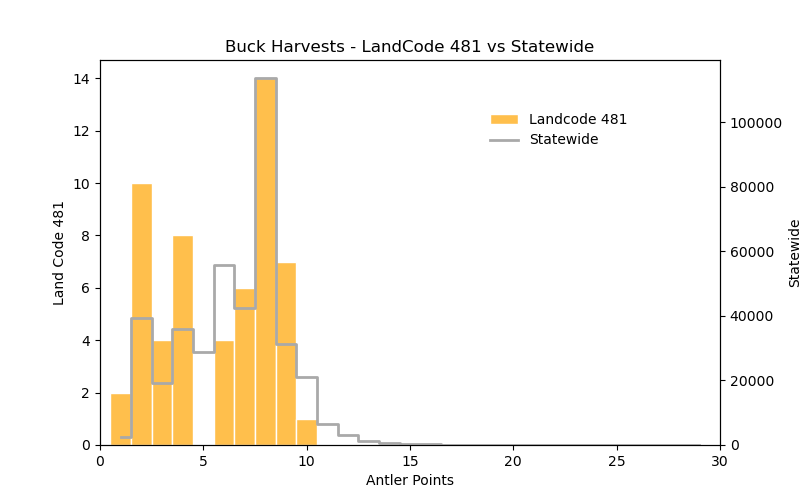 Buck Harvests - LandCode 481 vs Statewide
14
12
10
8
6
4
2
0
Land Code 481
Landcode 481
Statewide
100000
80000
60000
40000
20000
0
Statewide
0 5 10 15 20 25 30
Antler Points